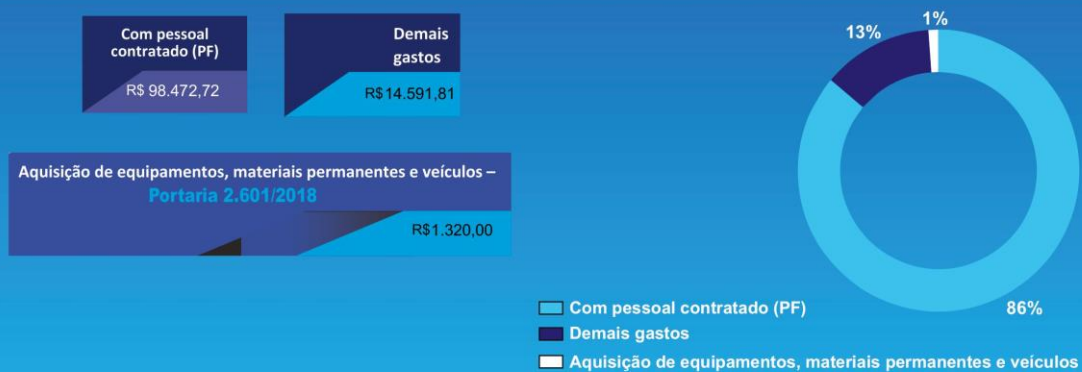 Com pessoal
contratado (PF)
R$ 98.472,72
Demais
gastos
R$14.591,81
Aquisição de equipamentos, materiais permanentes e veículos –
Portaria 2.601/2018
R$1.320,00
1%
13%
86%
Com pessoal contratado (PF)
Demais gastos
Aquisição de equipamentos, materiais permanentes e veículos